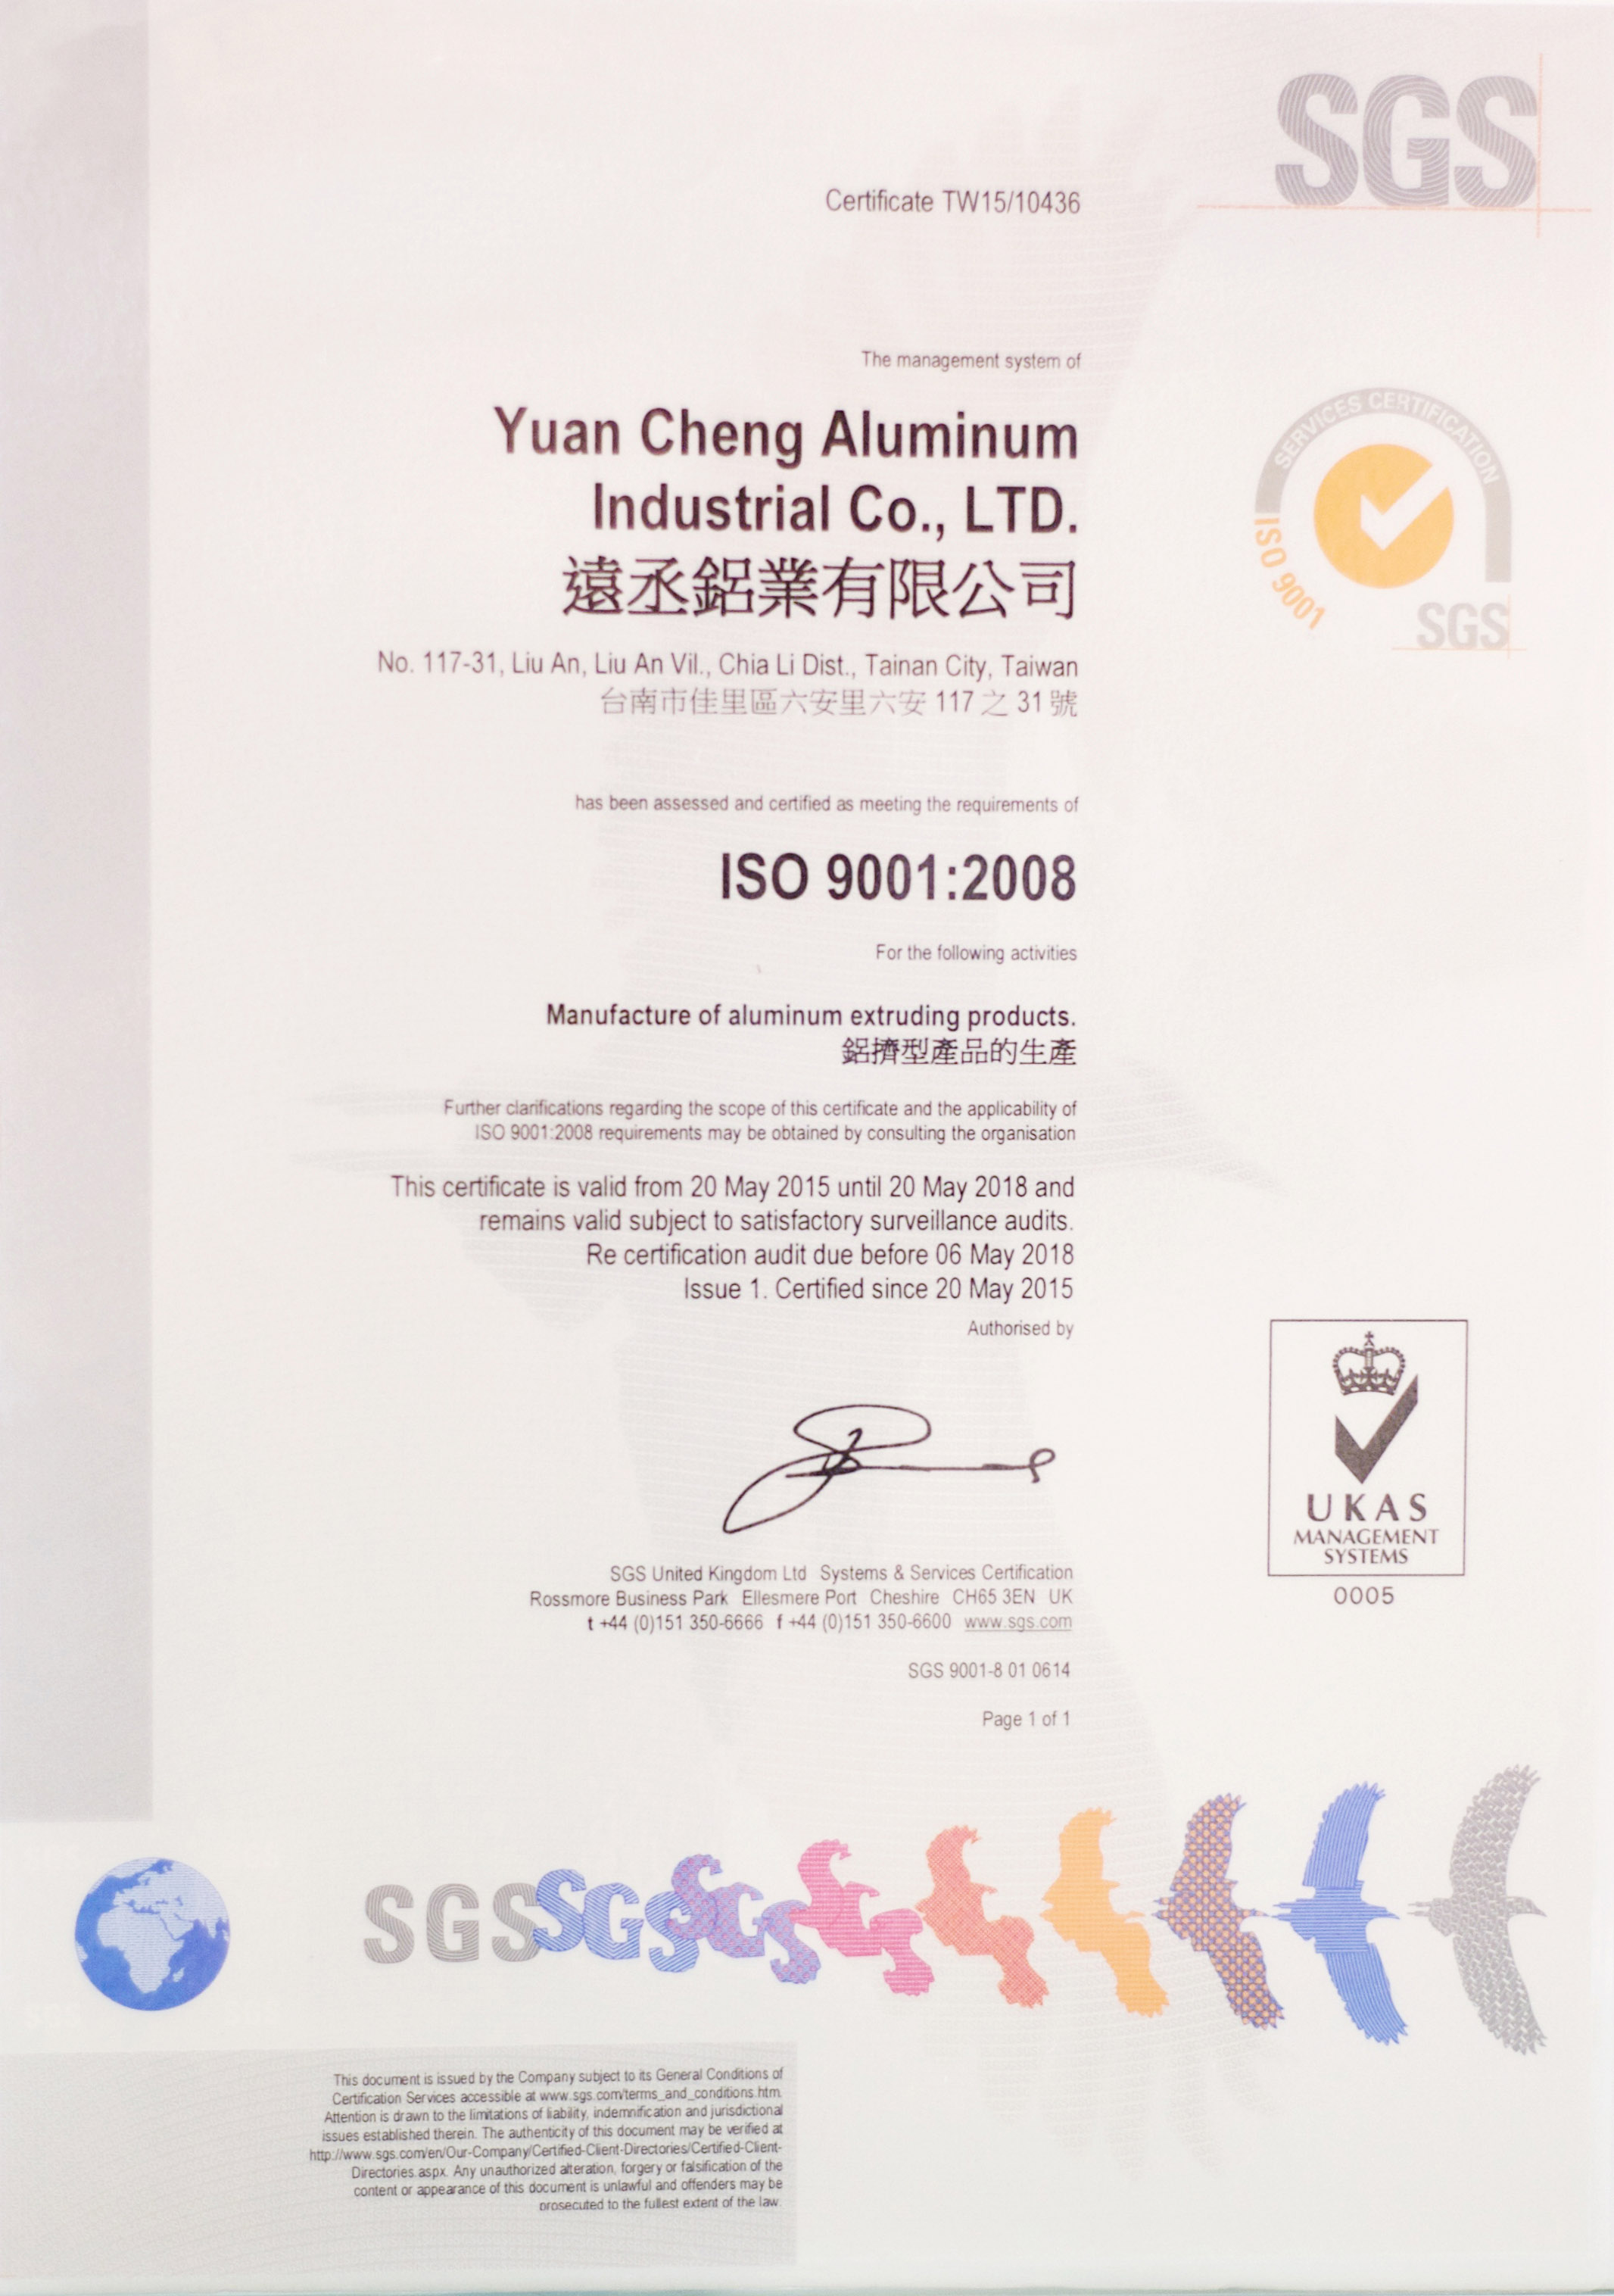 SGS
Certificate TW15/10436
The management system of
Yuan Cheng Aluminum
Industrial Co., LTD.
遠丞鋁業有限公司
SERVICES CERTIFICATION
ISO 9001
SGS
No. 117-31, Liu An, Liu An Vil., Chia Li Dist., Tainan City, Taiwan
台南市佳里區六安里六安 117 之 31 號
has been assessed and certified as meeting the requirements of
ISO 9001:2008
For the following activities
Manufacture of aluminum extruding products.
鋁擠型產品的生產
Further clarifications regarding the scope of this certificate and the applicability of
ISO 9001:2008 requirements may be obtained by consulting the organisation
This certificate is valid from 20 May 2015 until 20 May 2018 and
remains valid subject to satisfactory surveillance audits.
Re certification audit due before 06 May 2018
Issue 1. Certified since 20 May 2015
Authorised by
UKAS
MANAGEMENT
SYSTEMS
0005
SGS United Kingdom Ltd Systems & Services Certification
Rossmore Business Park Ellesmere Port Cheshire CH65 3EN UK
t +44 (0)151 350-6666 f +44 (0)151 350-6600 www.sgs.com
SGS 9001-8 01 0614
Page 1 of 1
SGS SGS SGS SGS
This document is issued by the Company subject to its General Conditions of
Certification Services accessible at www.sgs.com/terms_and_conditions.htm.
Attention is drawn to the limitations of liability, indemnification and jurisdictional
issues established therein. The authenticity of this document may be verified at
http://www.sgs.com/en/Our-Company/Certified-Client-Directories/Certified-Client-
Directories.aspx. Any unauthorized alteration, forgery or falsification of the
content or appearance of this document is unlawful and offenders may be
prosecuted to the fullest extent of the law.